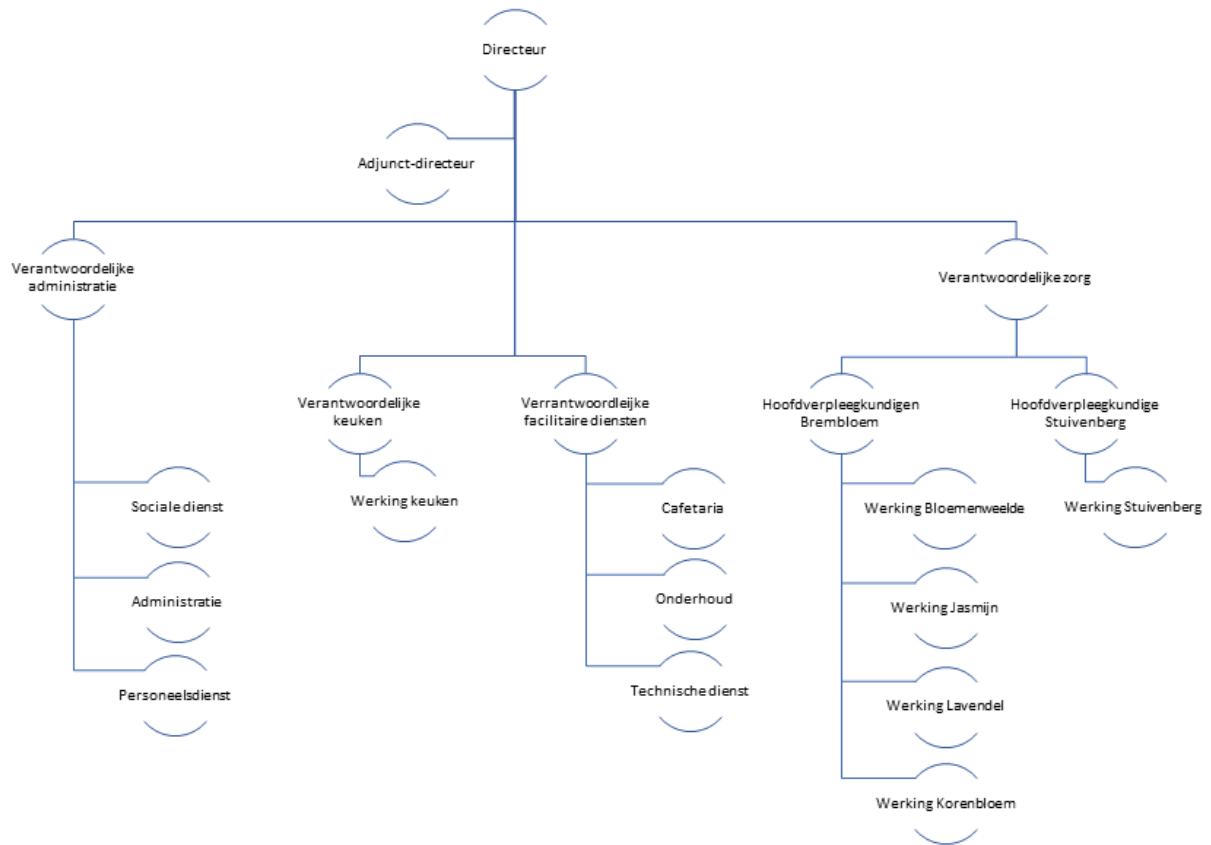 Directeur
Adjunct-directeur
Verantwoordelijke
administratie
Verantwoordelijke zorg
Verantwoordelijke
keuken
Verrantwoordleijke
facilitaire diensten
Hoofdverpleegkundigen
Brembloem
Hoofdverpleegkundige
Stuivenberg
Sociale dienst
Administratie
Personeelsdienst
Werking keuken
Cafetaria
Onderhoud
Technische dienst
Werking Bloemenweelde
Werking Jasmijn
Werking Lavendel
Werking Korenbloem
Werking Stuivenberg